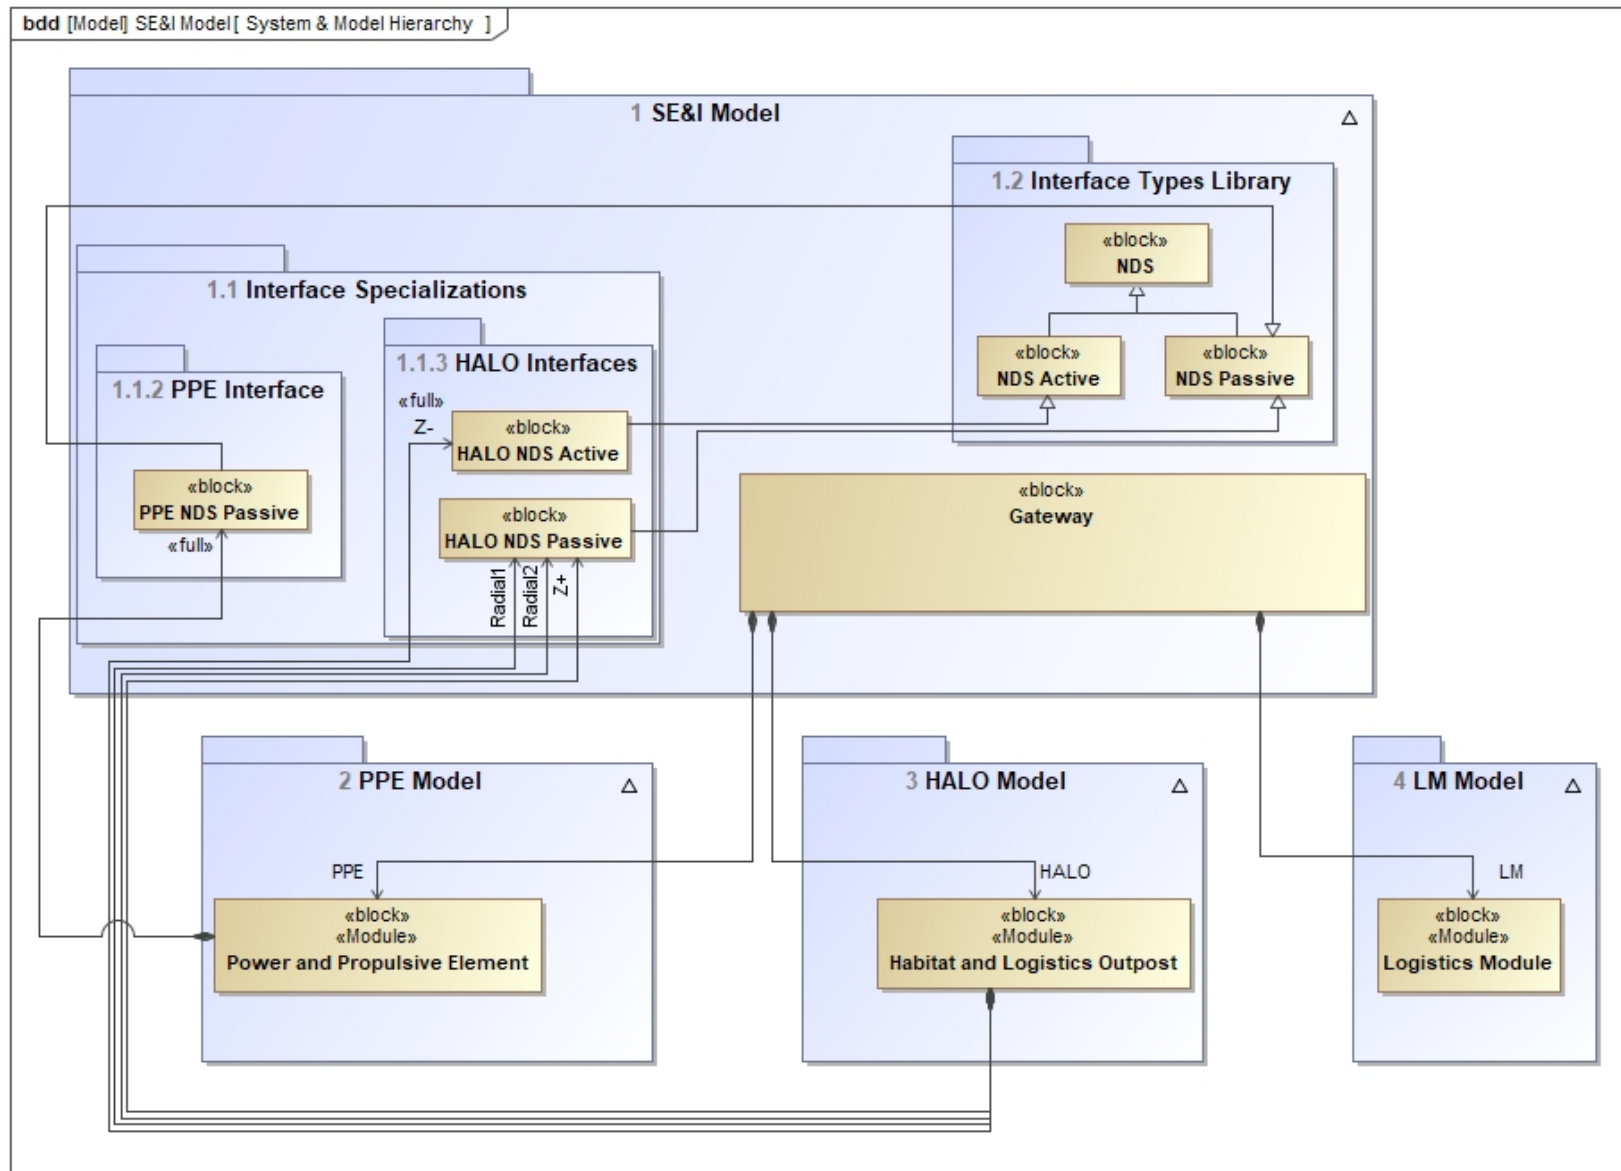 bdd [Model] SE&I Model [ System & Model Hierarchy ]
1 SE&I Model
1.2 Interface Types Library
«block»
NDS
«block»
NDS Active
«block»
NDS Passive
1.1 Interface Specializations
1.1.2 PPE Interface
«block»
PPE NDS Passive
«full»
1.1.3 HALO Interfaces
«full»
Z-
«block»
HALO NDS Active
«block»
HALO NDS Passive
Radial1
Radial2
Z+
«block»
Gateway
2 PPE Model
PPE
«block»
«Module»
Power and Propulsive Element
3 HALO Model
HALO
«block»
«Module»
Habitat and Logistics Outpost
4 LM Model
LM
«block»
«Module»
Logistics Module